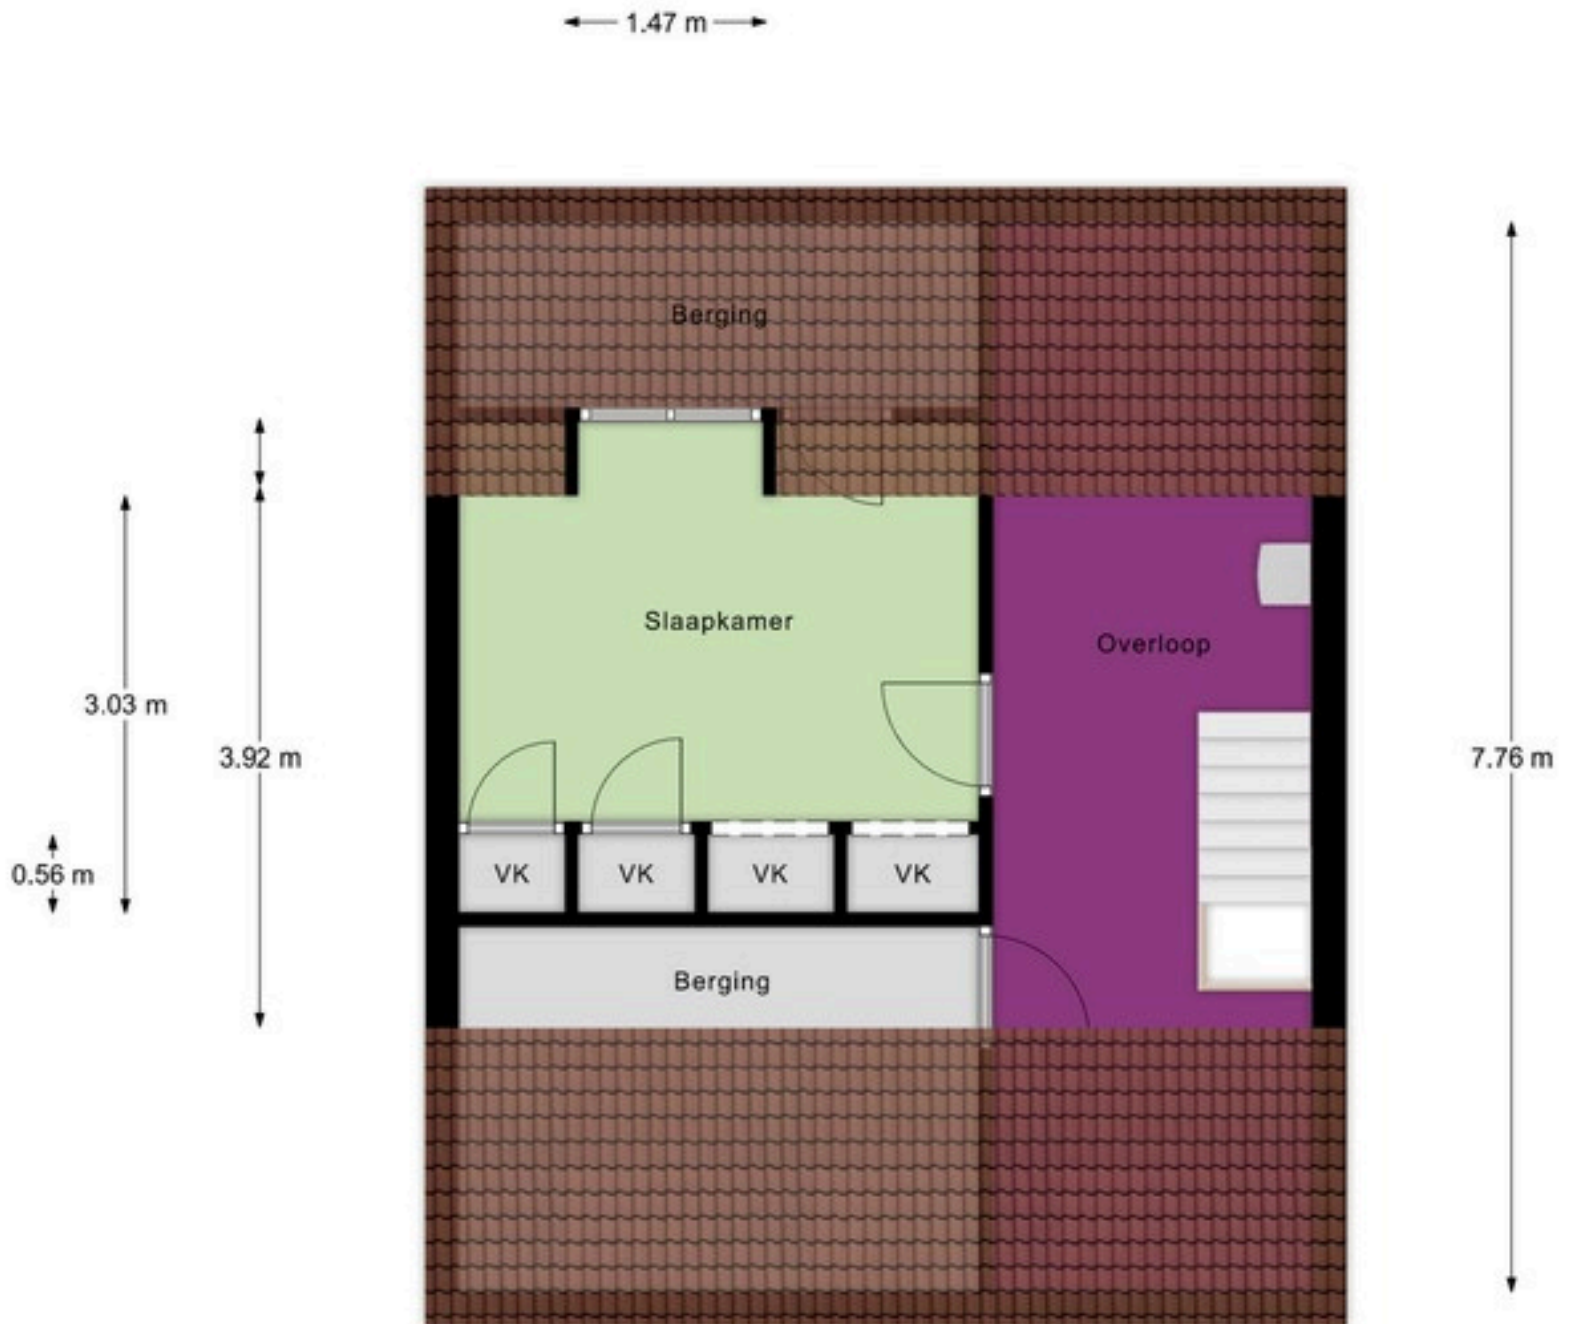 1.47 m
Berging
Slaapkamer
Overloop
3.03 m
3.92 m
7.76 m
0.56 m
VK
VK
VK
VK
Berging